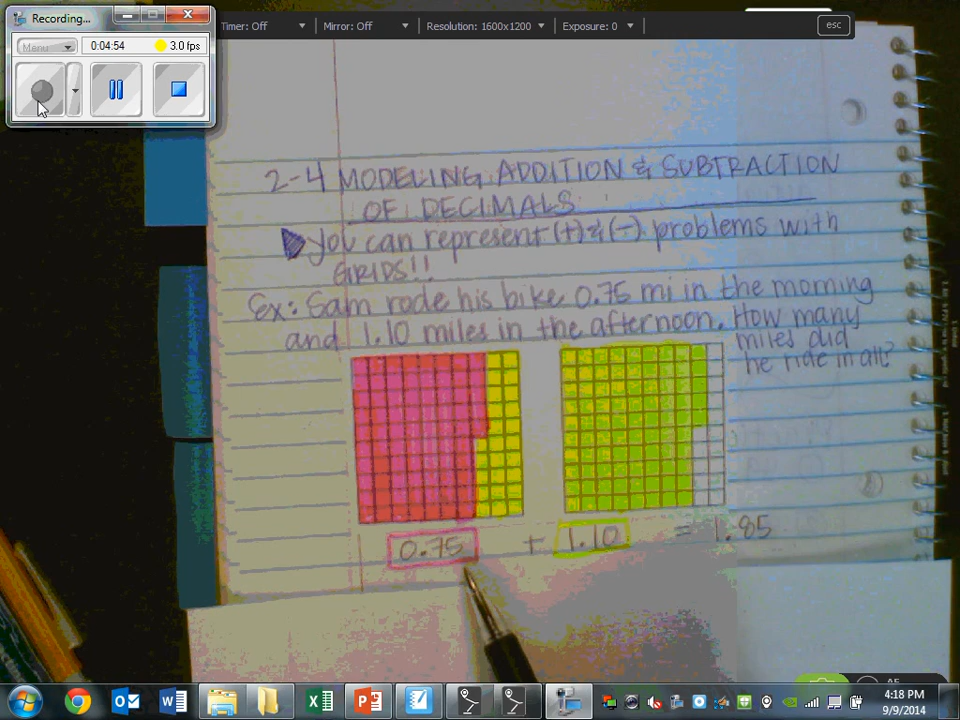 Recording...
Timer: Off Mirror: Off Resolution: 1600x1200 Exposure: 0 esc
Menu 0:04:54 3.0 fps
2-4 MODELING ADDITION & SUBTRACTION
OF DECIMALS
You can represent (+) & (-) problems with
GRIDS!!
Ex: Sam rode his bike 0.75 mi in the morning
and 1.10 miles in the afternoon. How many
miles did
he ride in all?
0.75 + 1.10 = 1.85
4:18 PM
9/9/2014